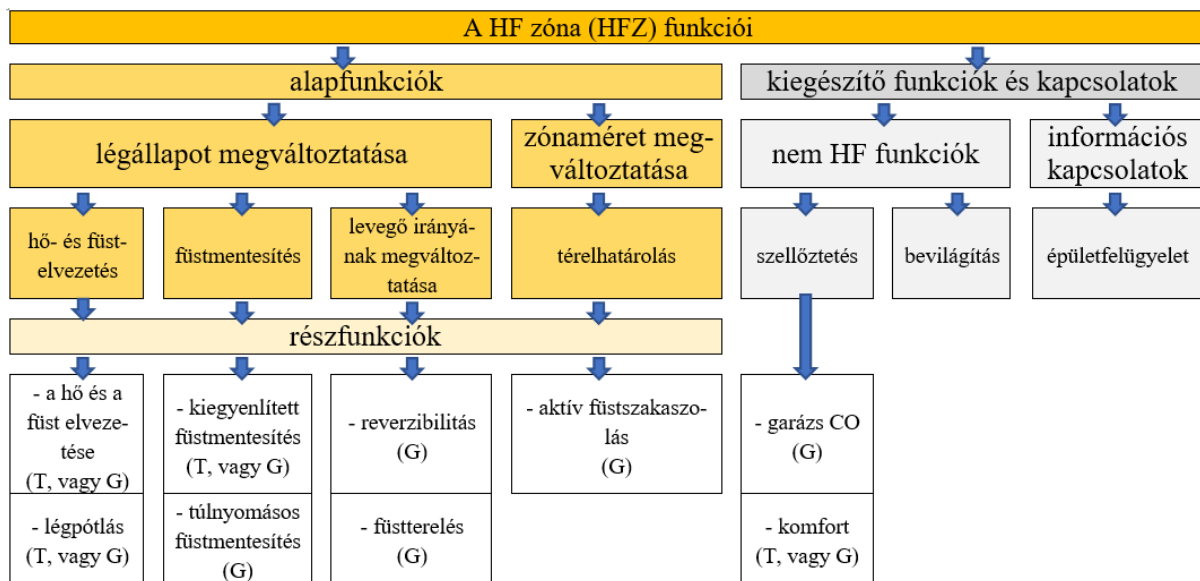 A HF zóna (HFZ) funkciói
alapfunkciók
kiegészítő funkciók és kapcsolatok
légállapot megváltoztatása
zónaméret meg-
változtatása
nem HF funkciók
információs
kapcsolatok
hő- és füst-
elvezetés
füstmentesítés
levegő irányá-
nak megváltoz-
tatása
térelhatárolás
szellőztetés
bevilágítás
épületfelügyelet
részfunkciók
- a hő és a
füst elveze-
tése
(T, vagy G)
- kiegyenlített
füstmentesítés
(T, vagy G)
- reverzibilitás
(G)
- aktív füstszakaszo-
lás
(G)
- garázs CO
(G)
- légpótlás
(T, vagy G)
- túlnyomásos
füstmentesítés
(G)
- füstterelés
(G)
- komfort
(T, vagy G)